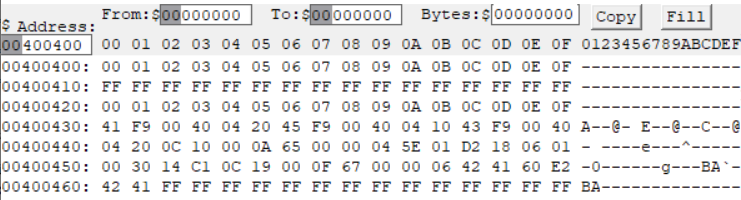 From:$00000000 To:$00000000 Bytes:$00000000 Copy Fill
$ Address:
00400400 00 01 02 03 04 05 06 07 08 09 0A 0B 0C 0D 0E 0F 0123456789ABCDEF
00400400: 00 01 02 03 04 05 06 07 08 09 0A 0B 0C 0D 0E 0F ----------------
00400410: FF FF FF FF FF FF FF FF FF FF FF FF FF FF FF FF ----------------
00400420: 00 01 02 03 04 05 06 07 08 09 0A 0B 0C 0D 0E 0F ----------------
00400430: 41 F9 00 40 04 20 45 F9 00 40 04 10 43 F9 00 40 A--@- E--@--C--@
00400440: 04 20 0C 10 00 0A 65 00 00 04 5E 01 D2 18 06 01 - ----e---^-----
00400450: 00 30 14 C1 0C 19 00 0F 67 00 00 06 42 41 60 E2 -0------g---BA`-
00400460: 42 41 FF FF FF FF FF FF FF FF FF FF FF FF FF FF BA--------------